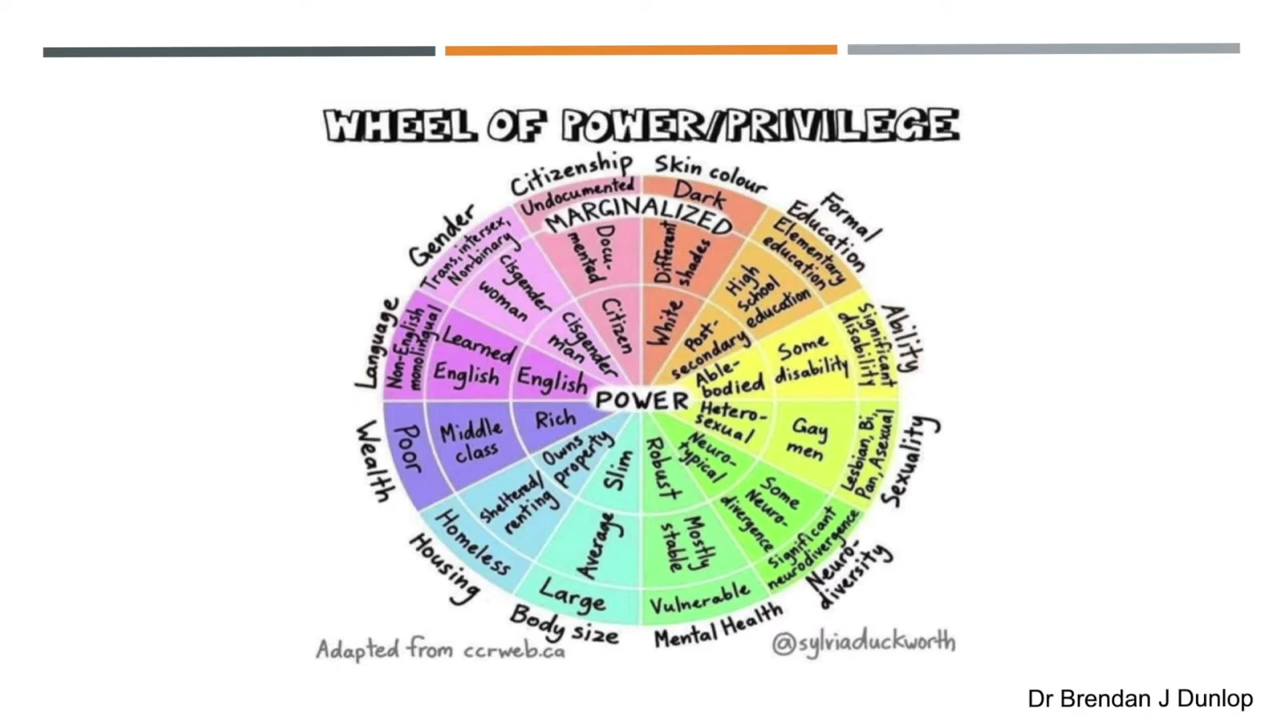 WHEEL OF POWER/PRIVILEGE
Citizenship
Undocumented
Docu-
mented
Citizen
Skin colour
Dark
Different
shades
White
Formal
Education
Elementary
education
High
school
education
Post-
secondary
Ability
Significant
disability
Some
disability
Able-
bodied
Sexuality
Lesbian, Bi,
Pan, Asexual
Gay
men
Hetero-
sexual
Neuro-
diversity
Significant
neurodivergence
Some
Neuro-
divergence
Neuro-
typical
Mental Health
Vulnerable
Mostly
stable
Robust
Body size
Large
Average
Slim
Housing
Homeless
Sheltered/
renting
Owns
property
Wealth
Poor
Middle
class
Rich
Language
Non-English
monolingual
Learned
English
English
Gender
Trans, intersex,
Non-binary
Cisgender
woman
Cisgender
man
MARGINALIZED
POWER
Adapted from ccrweb.ca
@sylviaduckworth
Dr Brendan J Dunlop